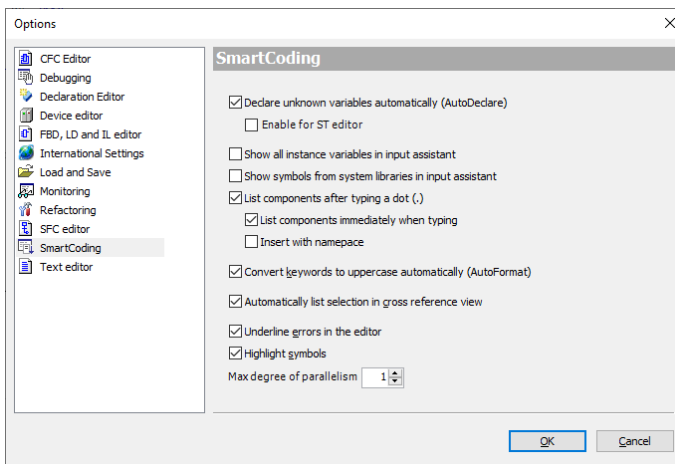 Options
CFC Editor
Debugging
Declaration Editor
Device editor
FBD, LD and IL editor
International Settings
Load and Save
Monitoring
Refactoring
SFC editor
SmartCoding
Text editor
SmartCoding
Declare unknown variables automatically (AutoDeclare)
Enable for ST editor
Show all instance variables in input assistant
Show symbols from system libraries in input assistant
List components after typing a dot (.)
List components immediately when typing
Insert with namepace
Convert keywords to uppercase automatically (AutoFormat)
Automatically list selection in cross reference view
Underline errors in the editor
Highlight symbols
Max degree of parallelism 1
OK Cancel